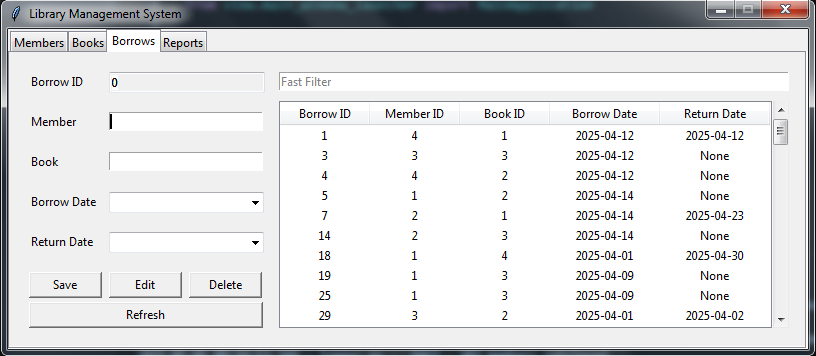 Library Management System
Members Books Borrows Reports
Borrow ID 0
Member
Book
Borrow Date
Return Date
Save Edit Delete
Refresh
Fast Filter
Borrow ID Member ID Book ID Borrow Date Return Date
1 4 1 2025-04-12 2025-04-12
3 3 3 2025-04-12 None
4 4 2 2025-04-12 None
5 1 2 2025-04-14 None
7 2 1 2025-04-14 2025-04-23
14 2 3 2025-04-14 None
18 1 4 2025-04-01 2025-04-30
19 1 3 2025-04-09 None
25 1 3 2025-04-09 None
29 3 2 2025-04-01 2025-04-02